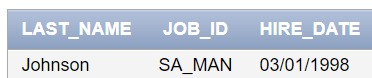 LAST_NAME JOB_ID HIRE_DATE
Johnson SA_MAN 03/01/1998